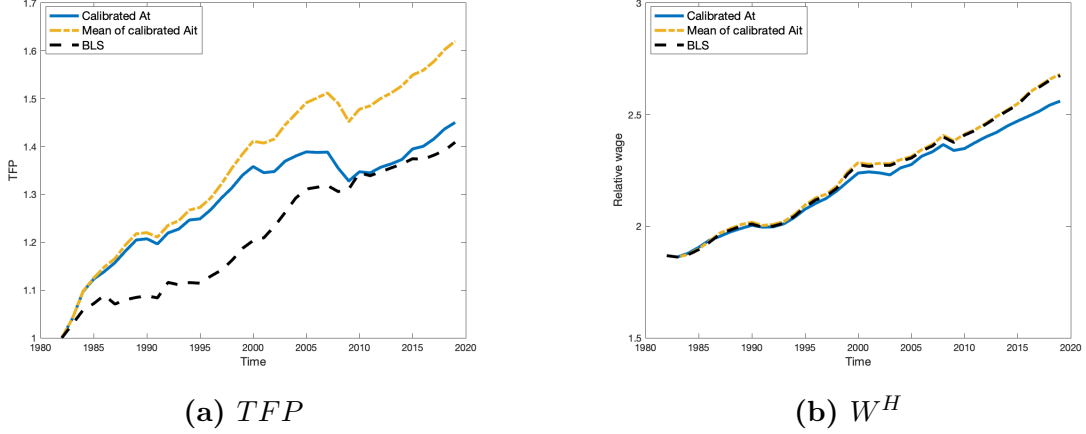 1.7
Calibrated At
Mean of calibrated Ait
BLS
1.6
1.5
1.4
TFP
1.3
1.2
1.1
1
1980 1985 1990 1995 2000 2005 2010 2015 2020
Time
(a) TFP
3
Calibrated At
Mean of calibrated Ait
BLS
2.5
Relative wage
2
1.5
1980 1985 1990 1995 2000 2005 2010 2015 2020
Time
(b) W^H